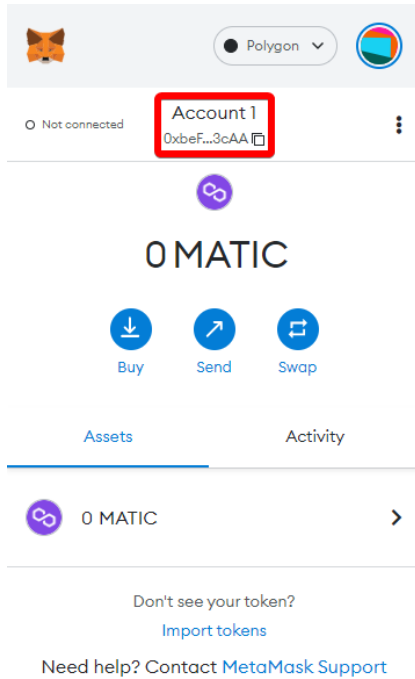 Polygon
Not connected
Account 1
0xbeF...3cAA
0 MATIC
Buy
Send
Swap
Assets
Activity
0 MATIC
Don't see your token?
Import tokens
Need help? Contact MetaMask Support